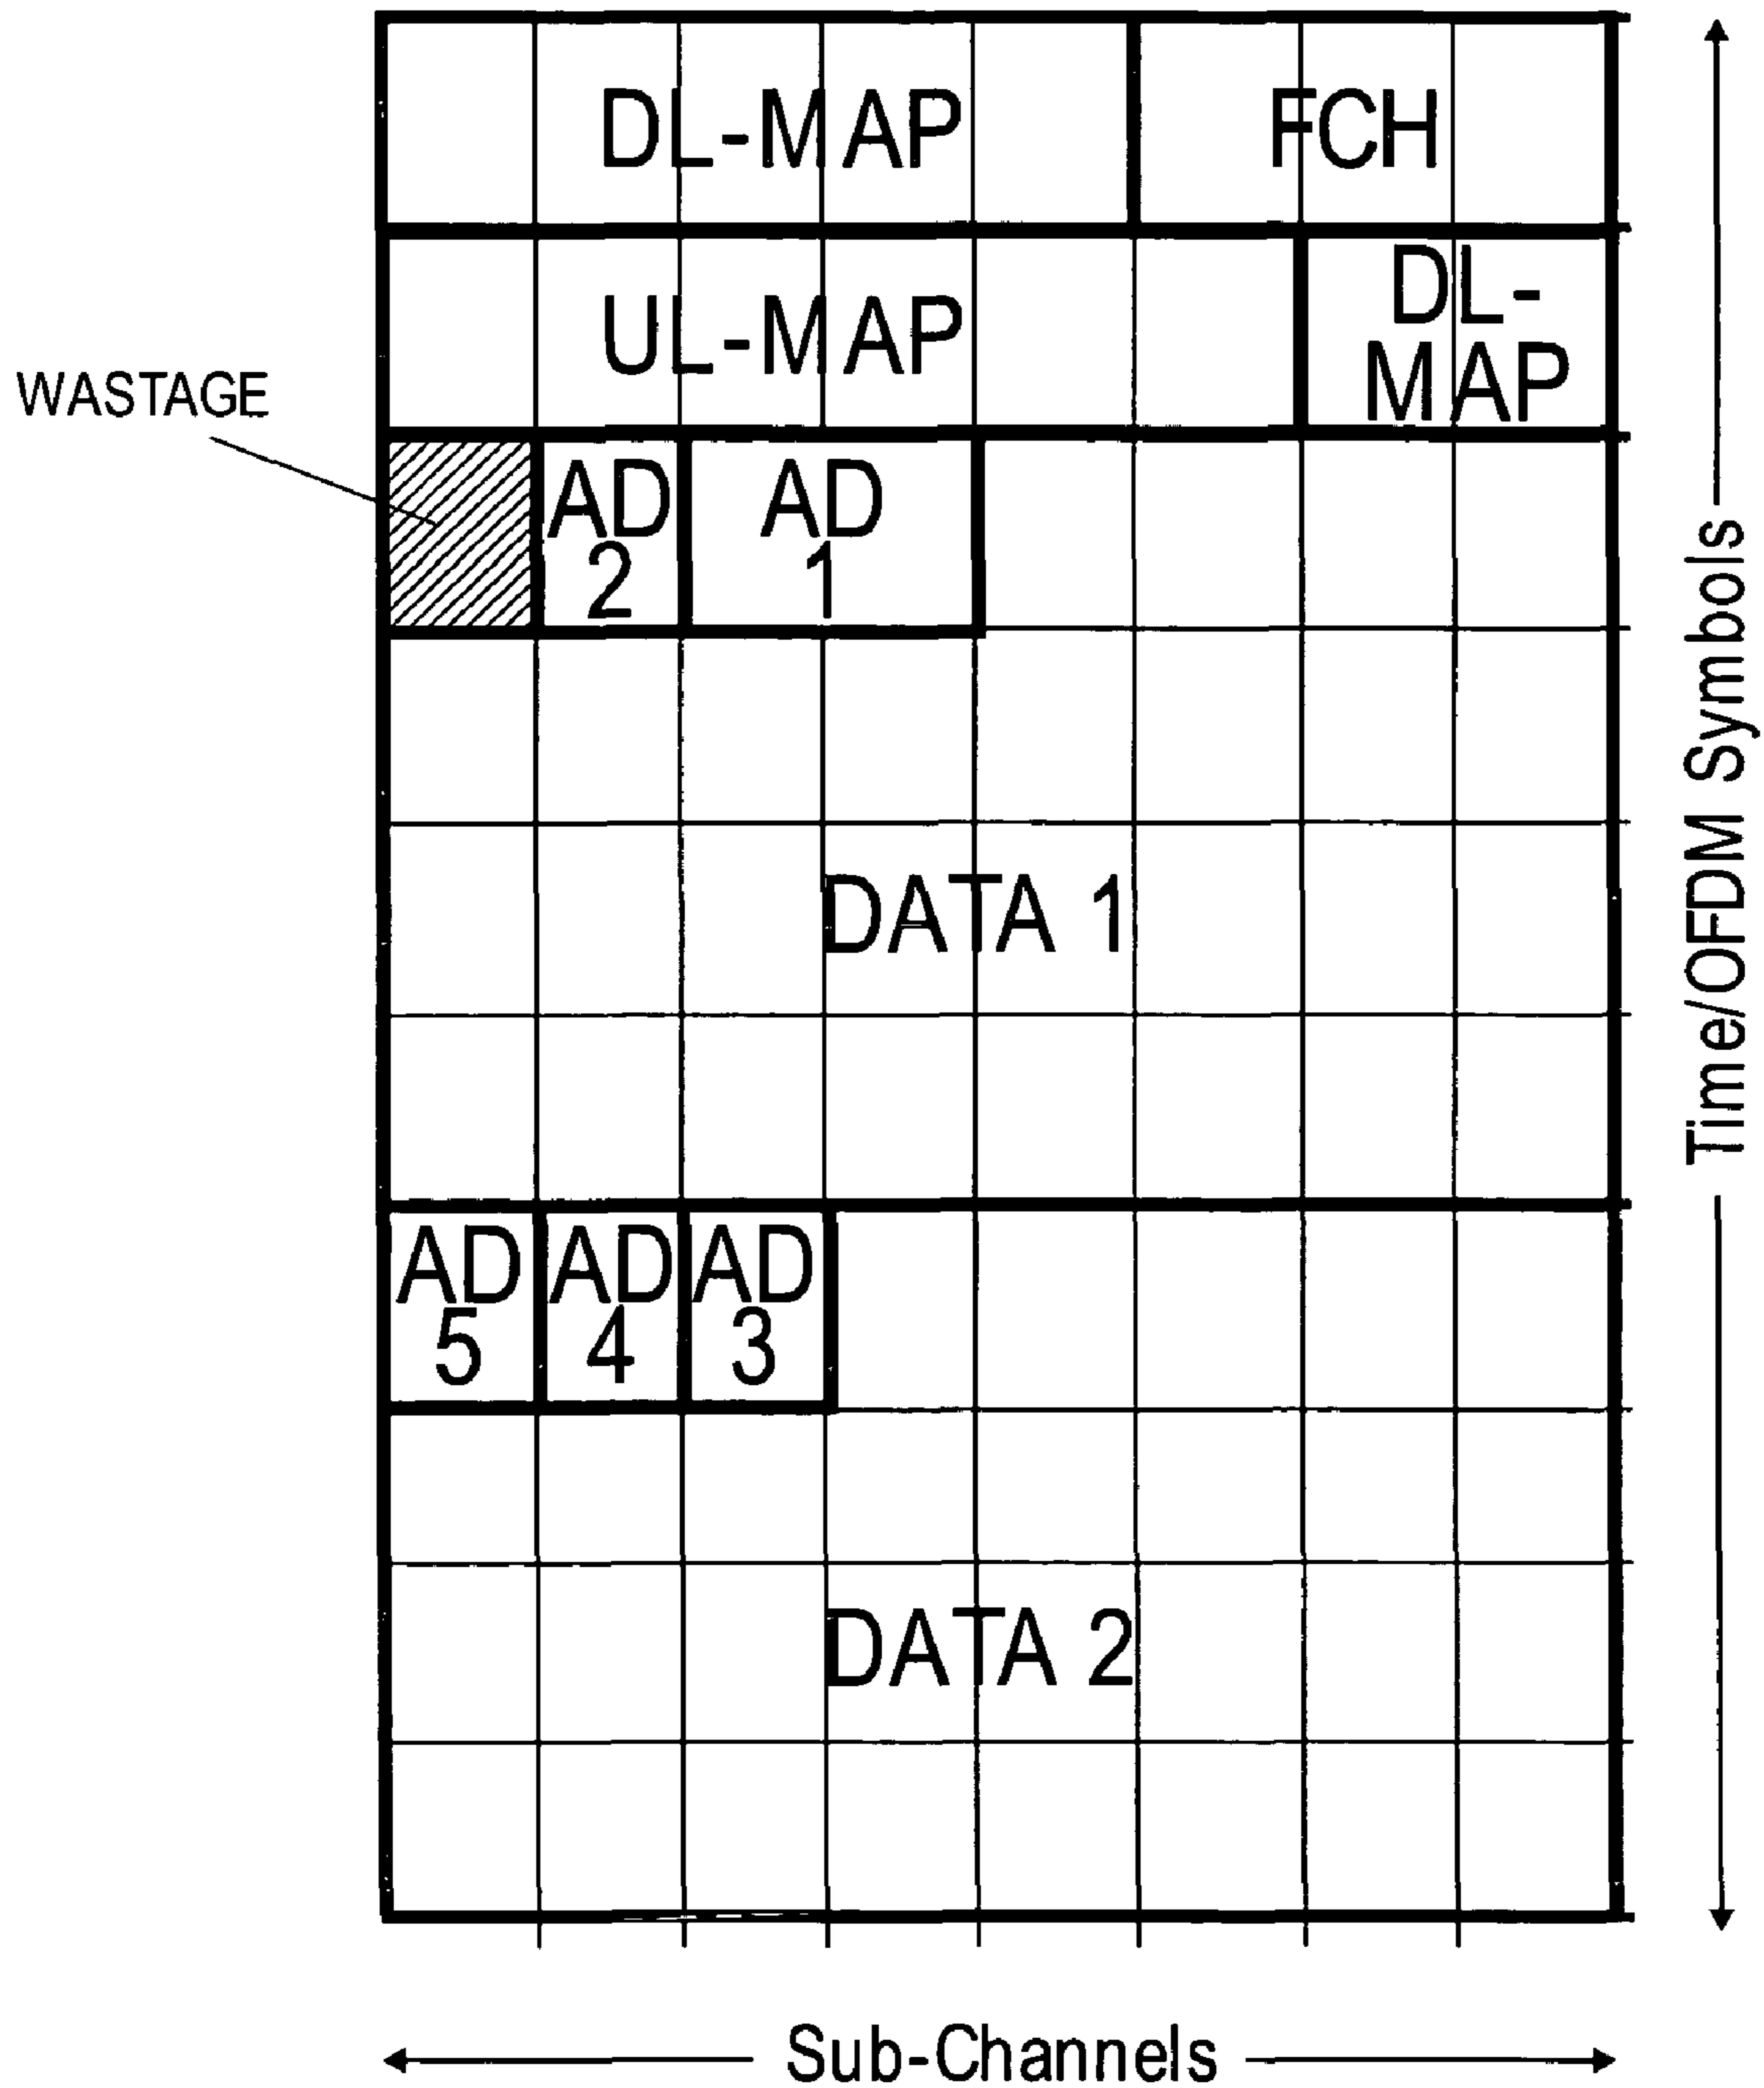 DL-MAP
FCH
UL-MAP
DL-
MAP
WASTAGE
AD
2
AD
1
DATA 1
AD
5
AD
4
AD
3
DATA 2
Time/OFDM Symbols
Sub-Channels